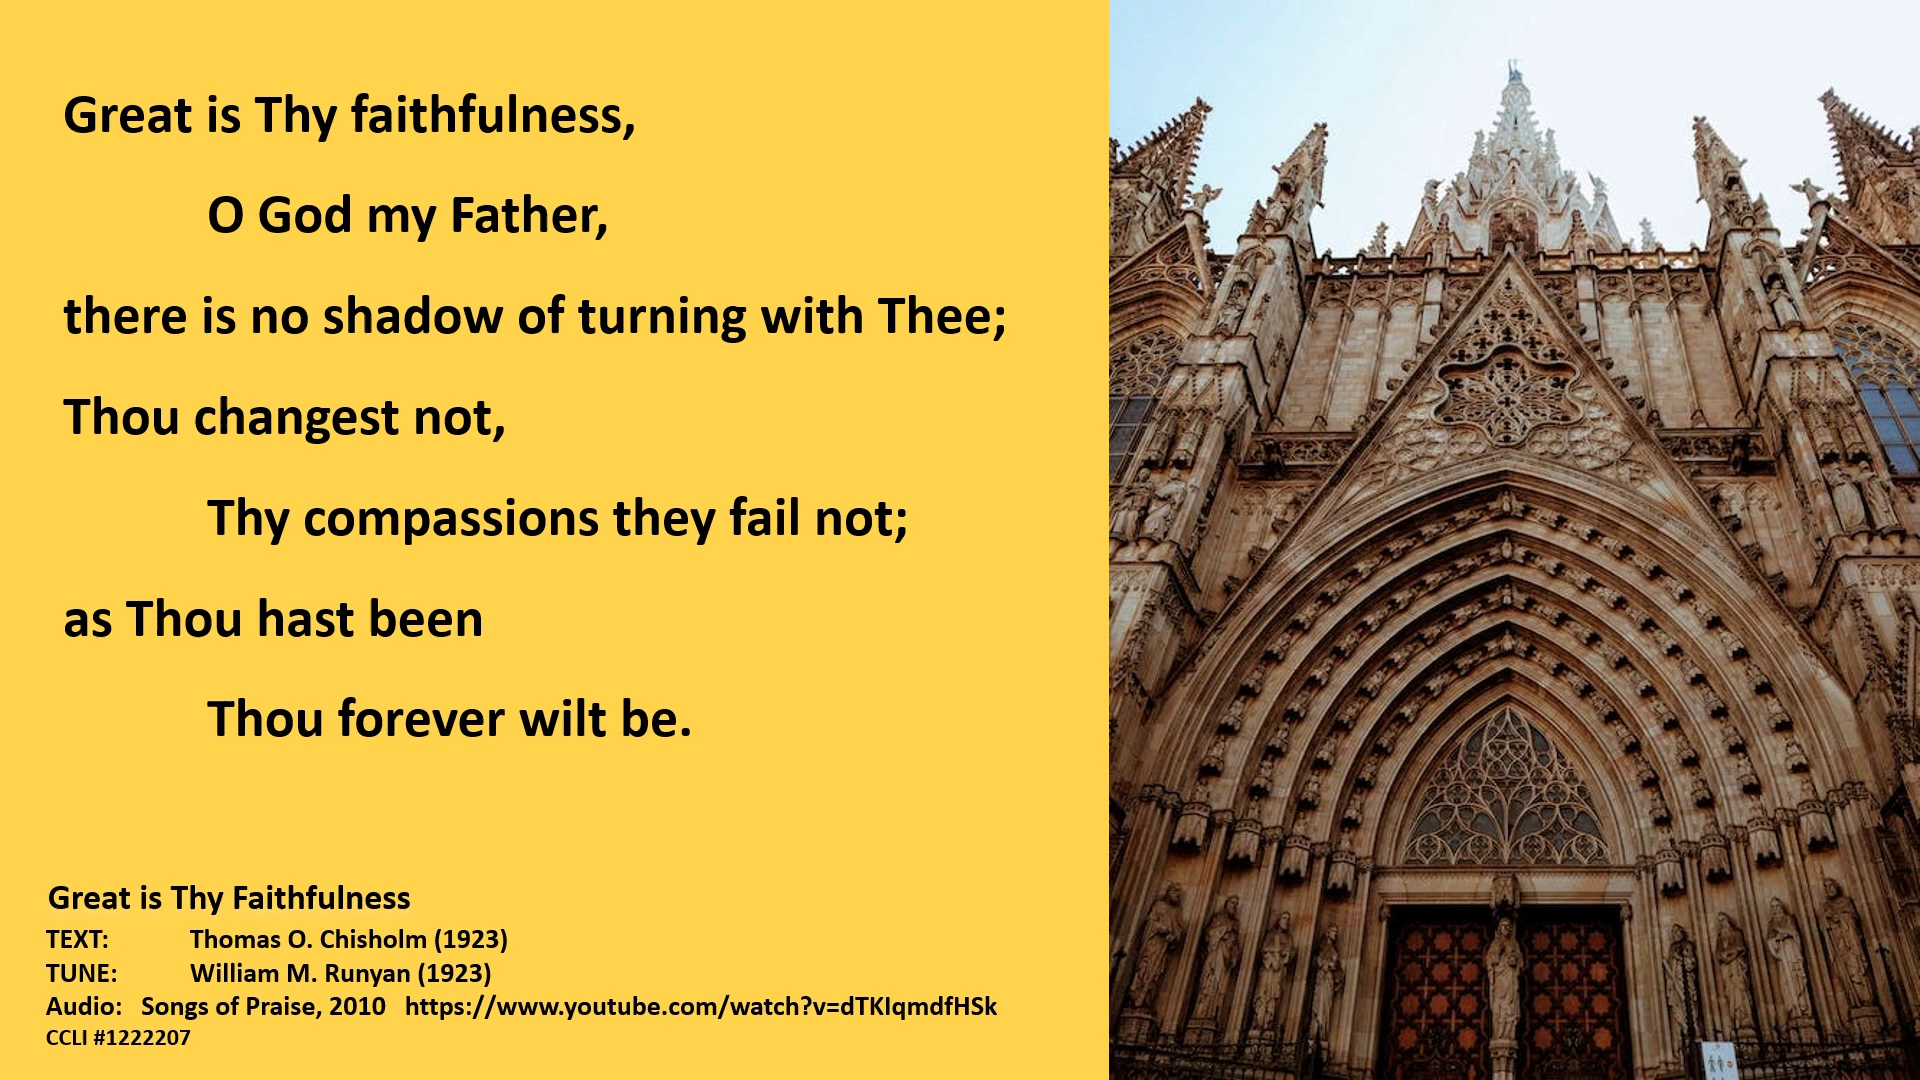 Great is Thy faithfulness,
O God my Father,
there is no shadow of turning with Thee;
Thou changest not,
Thy compassions they fail not;
as Thou hast been
Thou forever wilt be.
Great is Thy Faithfulness
TEXT: Thomas O. Chisholm (1923)
TUNE: William M. Runyan (1923)
Audio: Songs of Praise, 2010 https://www.youtube.com/watch?v=dTKIqmdfHSk
CCLI #1222207